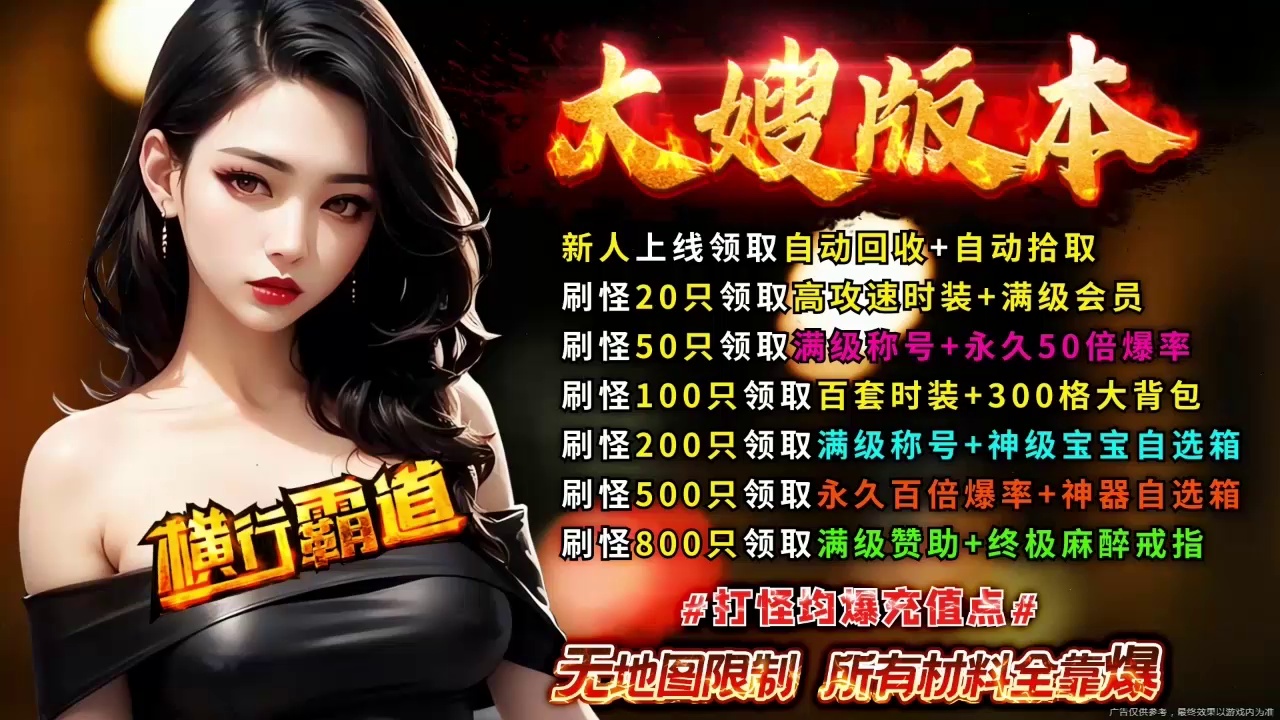 大嫂版本
新人上线领取自动回收+自动拾取
刷怪20只领取高攻速时装+满级会员
刷怪50只领取满级称号+永久50倍爆率
刷怪100只领取百套时装+300格大背包
刷怪200只领取满级称号+神级宝宝自选箱
刷怪500只领取永久百倍爆率+神器自选箱
刷怪800只领取满级赞助+终极麻醉戒指
横行霸道
#打怪均爆充值点#
无地图限制 所有材料全靠爆
广告仅供参考，最终效果以游戏内为准